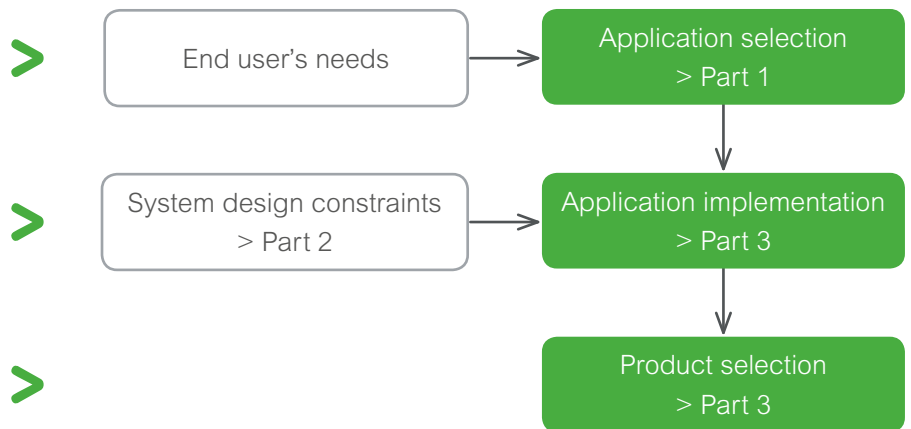 End user's needs
Application selection
> Part 1
System design constraints
> Part 2
Application implementation
> Part 3
Product selection
> Part 3